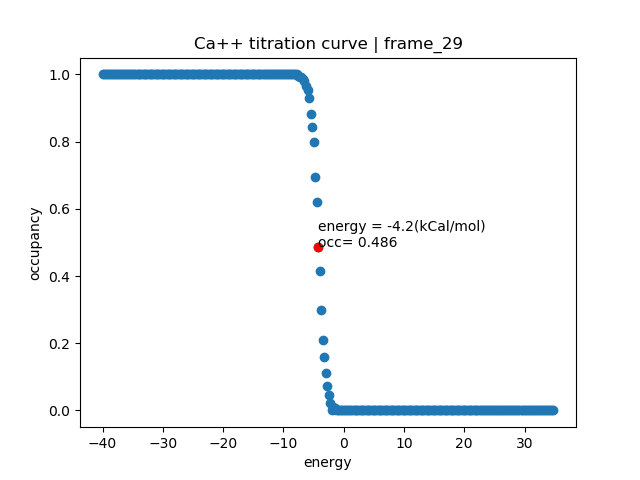 Ca++ titration curve | frame_29
1.0
0.8
0.6
0.4
0.2
0.0
occupancy
energy = -4.2(kCal/mol)
occ= 0.486
−40
−30
−20
−10
0
10
20
30
energy